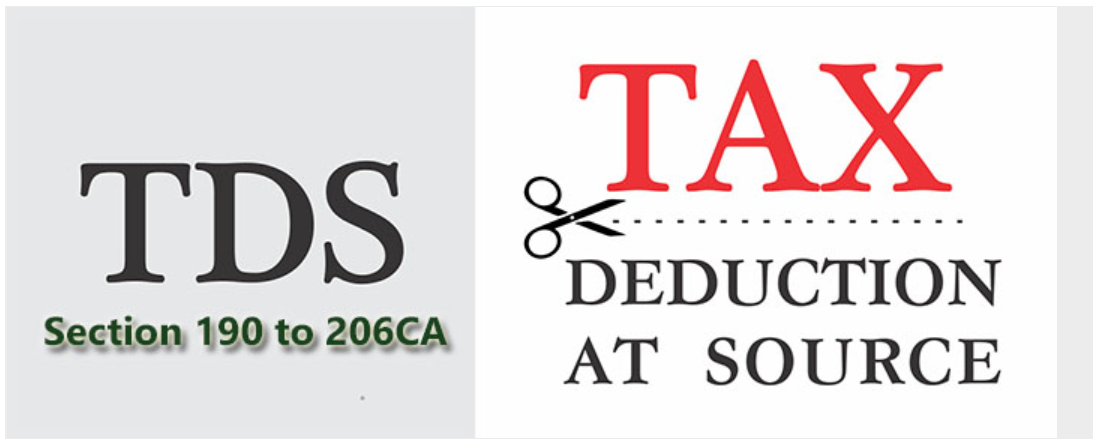 TDS
Section 190 to 206CA
TAX
DEDUCTION
AT SOURCE